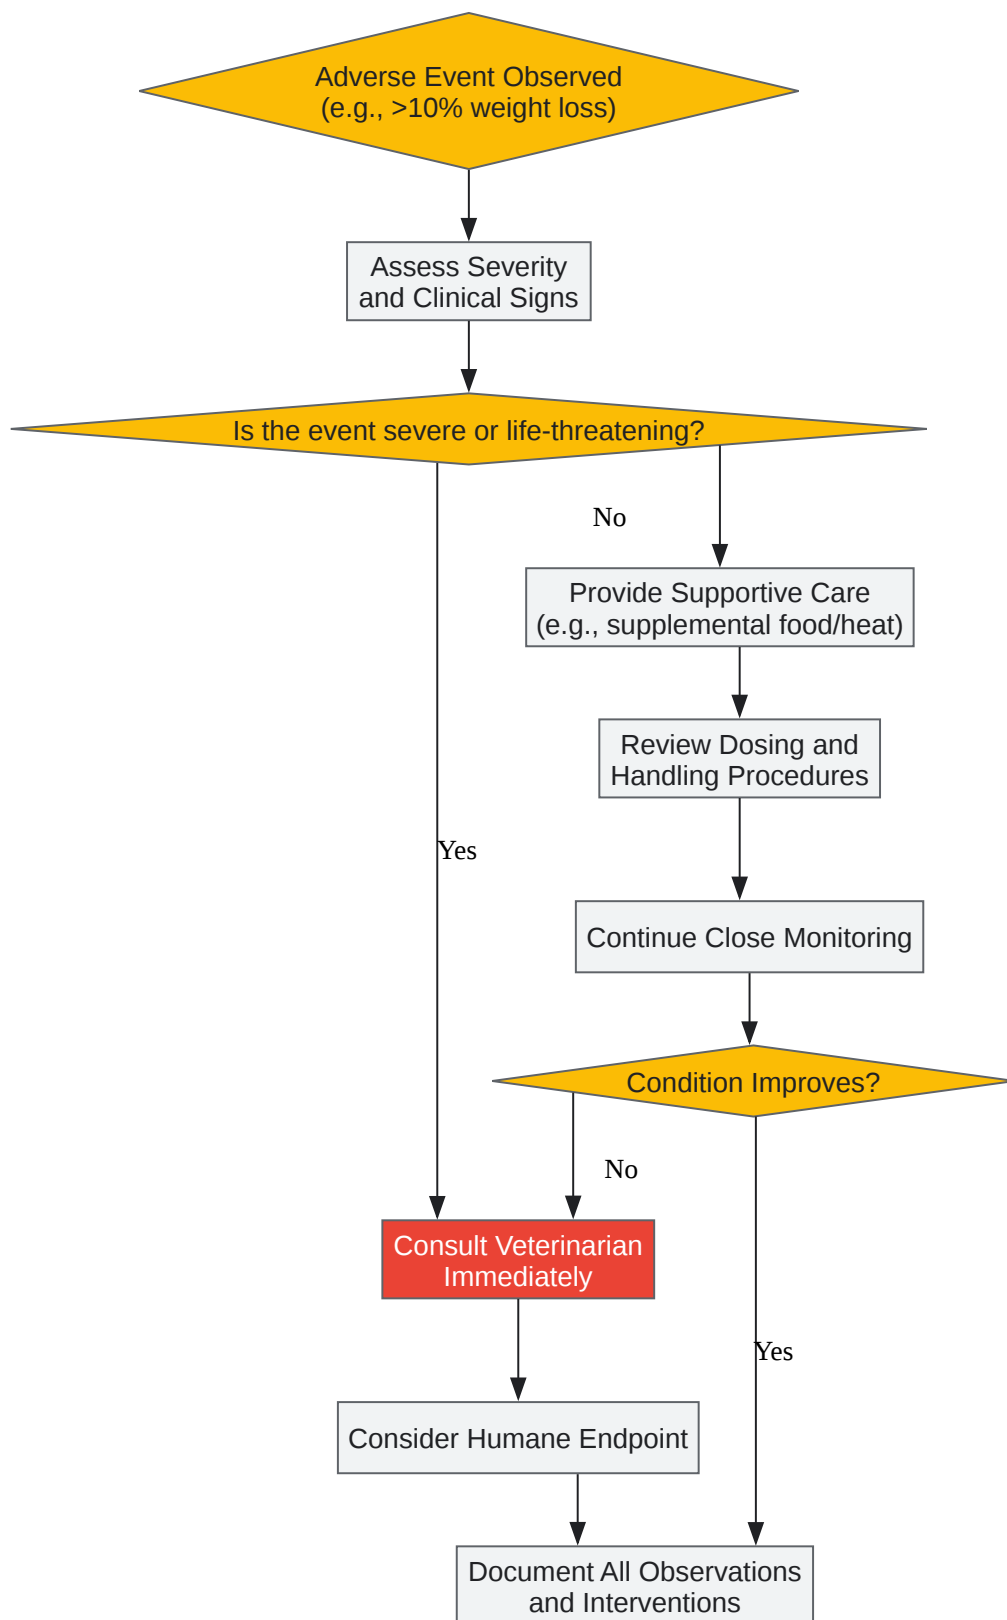 Adverse Event Observed
(e.g., >10% weight loss)
Assess Severity
and Clinical Signs
Is the event severe or life-threatening?
No
Provide Supportive Care
(e.g., supplemental food/heat)
Review Dosing and
Handling Procedures
Yes
Continue Close Monitoring
Condition Improves?
No
Consult Veterinarian
Immediately
Yes
Consider Humane Endpoint
Document All Observations
and Interventions